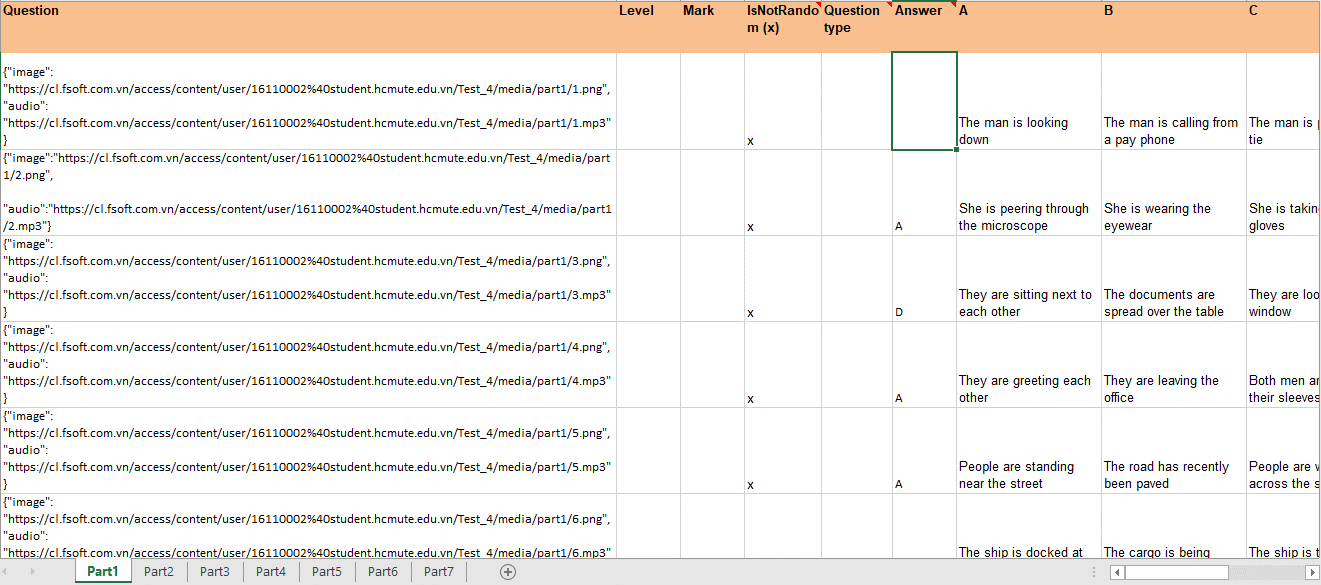 Question Level Mark IsNotRando Question Answer A B C
m (x) type
{"image":
"https://cl.fsoft.com.vn/access/content/user/16110002%40student.hcmute.edu.vn/Test_4/media/part1/1.png",
"audio":
"https://cl.fsoft.com.vn/access/content/user/16110002%40student.hcmute.edu.vn/Test_4/media/part1/1.mp3"
}
x
The man is looking
down
The man is calling from
a pay phone
The man is
tie
{"image":"https://cl.fsoft.com.vn/access/content/user/16110002%40student.hcmute.edu.vn/Test_4/media/part
1/2.png",
"audio":"https://cl.fsoft.com.vn/access/content/user/16110002%40student.hcmute.edu.vn/Test_4/media/part1
/2.mp3"}
x
A
She is peering through
the microscope
She is wearing the
eyewear
She is
gloves
{"image":
"https://cl.fsoft.com.vn/access/content/user/16110002%40student.hcmute.edu.vn/Test_4/media/part1/3.png",
"audio":
"https://cl.fsoft.com.vn/access/content/user/16110002%40student.hcmute.edu.vn/Test_4/media/part1/3.mp3"
}
x
D
They are sitting next to
each other
The documents are
spread over the table
They are
window
{"image":
"https://cl.fsoft.com.vn/access/content/user/16110002%40student.hcmute.edu.vn/Test_4/media/part1/4.png",
"audio":
"https://cl.fsoft.com.vn/access/content/user/16110002%40student.hcmute.edu.vn/Test_4/media/part1/4.mp3"
}
x
A
They are greeting each
other
They are leaving the
office
Both men
their sleeves
{"image":
"https://cl.fsoft.com.vn/access/content/user/16110002%40student.hcmute.edu.vn/Test_4/media/part1/5.png",
"audio":
"https://cl.fsoft.com.vn/access/content/user/16110002%40student.hcmute.edu.vn/Test_4/media/part1/5.mp3"
}
x
A
People are standing
near the street
The road has recently
been paved
People are
across the
{"image":
"https://cl.fsoft.com.vn/access/content/user/16110002%40student.hcmute.edu.vn/Test_4/media/part1/6.png",
"audio":
"https://cl.fsoft.com.vn/access/content/user/16110002%40student.hcmute.edu.vn/Test_4/media/part1/6.mp3"
The ship is docked at
The cargo is being
The ship is
Part1 Part2 Part3 Part4 Part5 Part6 Part7